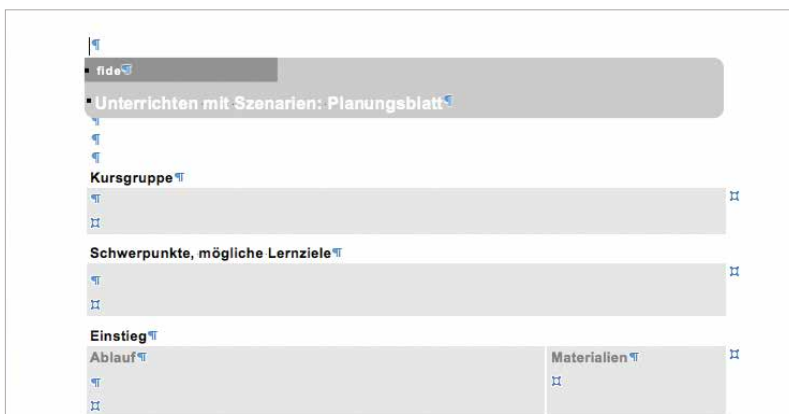 fide
Unterrichten mit Szenarien: Planungsblatt
Kursgruppe
Schwerpunkte, mögliche Lernziele
Einstieg
Ablauf Materialien